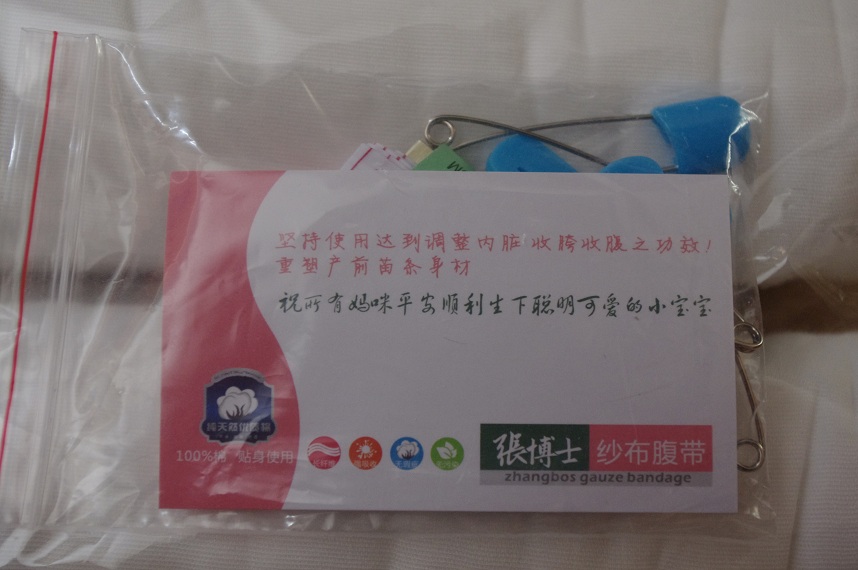 坚持使用达到调整内脏收胯收腹之功效！
重塑产前苗条身材
祝所有妈咪平安顺利生下聪明可爱的小宝宝
纯天然优质棉
100%棉 贴身使用
張博士 纱布腹带
zhangbos gauze bandage